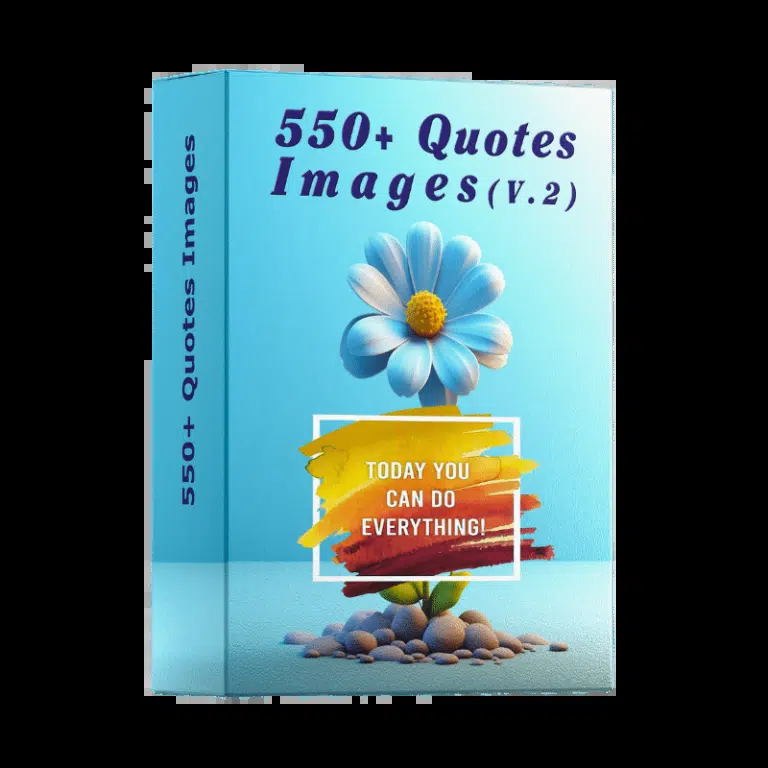 550+ Quotes
Images (V.2)
550+ Quotes Images
TODAY YOU
CAN DO
EVERYTHING!